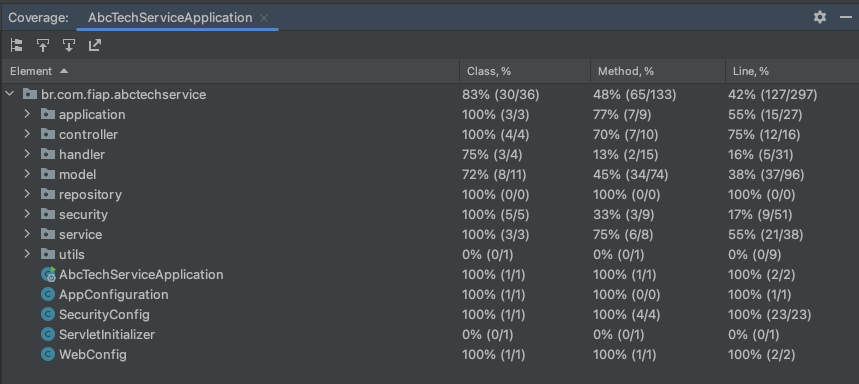 Coverage: AbcTechServiceApplication
Element Class, % Method, % Line, %
br.com.fiap.abctechservice 83% (30/36) 48% (65/133) 42% (127/297)
application 100% (3/3) 77% (7/9) 55% (15/27)
controller 100% (4/4) 70% (7/10) 75% (12/16)
handler 75% (3/4) 13% (2/15) 16% (5/31)
model 72% (8/11) 45% (34/74) 38% (37/96)
repository 100% (0/0) 100% (0/0) 100% (0/0)
security 100% (5/5) 33% (3/9) 17% (9/51)
service 100% (3/3) 75% (6/8) 55% (21/38)
utils 0% (0/1) 0% (0/1) 0% (0/9)
AbcTechServiceApplication 100% (1/1) 100% (1/1) 100% (2/2)
AppConfiguration 100% (1/1) 100% (0/0) 100% (1/1)
SecurityConfig 100% (1/1) 100% (4/4) 100% (23/23)
ServletInitializer 0% (0/1) 0% (0/1) 0% (0/1)
WebConfig 100% (1/1) 100% (1/1) 100% (2/2)